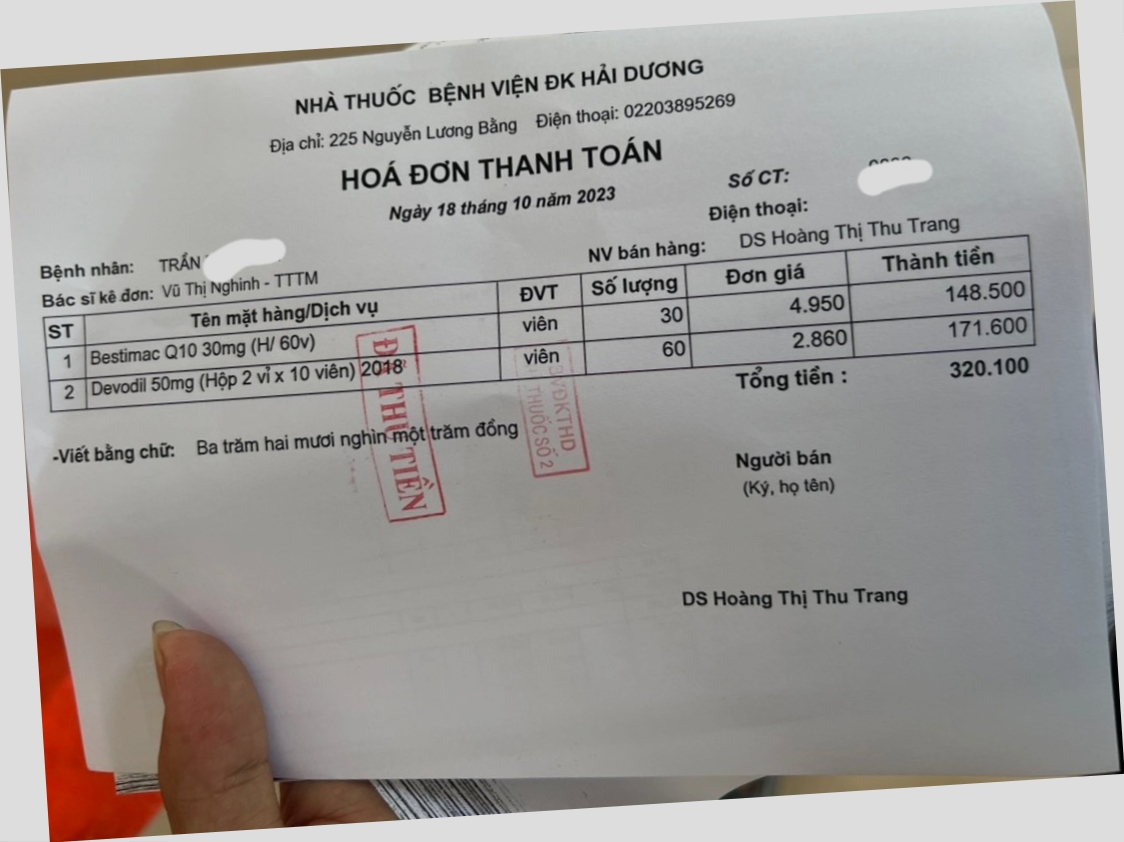 NHÀ THUỐC BỆNH VIỆN ĐK HẢI DƯƠNG
Địa chỉ: 225 Nguyễn Lương Bằng Điện thoại: 02203895269
HOÁ ĐƠN THANH TOÁN
Ngày 18 tháng 10 năm 2023
Số CT:
Điện thoại:
Bệnh nhân: TRẦN
NV bán hàng: DS Hoàng Thị Thu Trang
Bác sĩ kê đơn: Vũ Thị Nghinh - TTTM
ST Tên mặt hàng/Dịch vụ ĐVT Số lượng Đơn giá Thành tiền
1 Bestimac Q10 30mg (H/ 60v) viên 30 4.950 148.500
2 Devodil 50mg (Hộp 2 vỉ x 10 viên) 2018 viên 60 2.860 171.600
Tổng tiền : 320.100
-Viết bằng chữ: Ba trăm hai mươi nghìn một trăm đồng
ĐÃ THU TIỀN
BVĐKTHD
THUỐC SỐ 2
Người bán
(Ký, họ tên)
DS Hoàng Thị Thu Trang